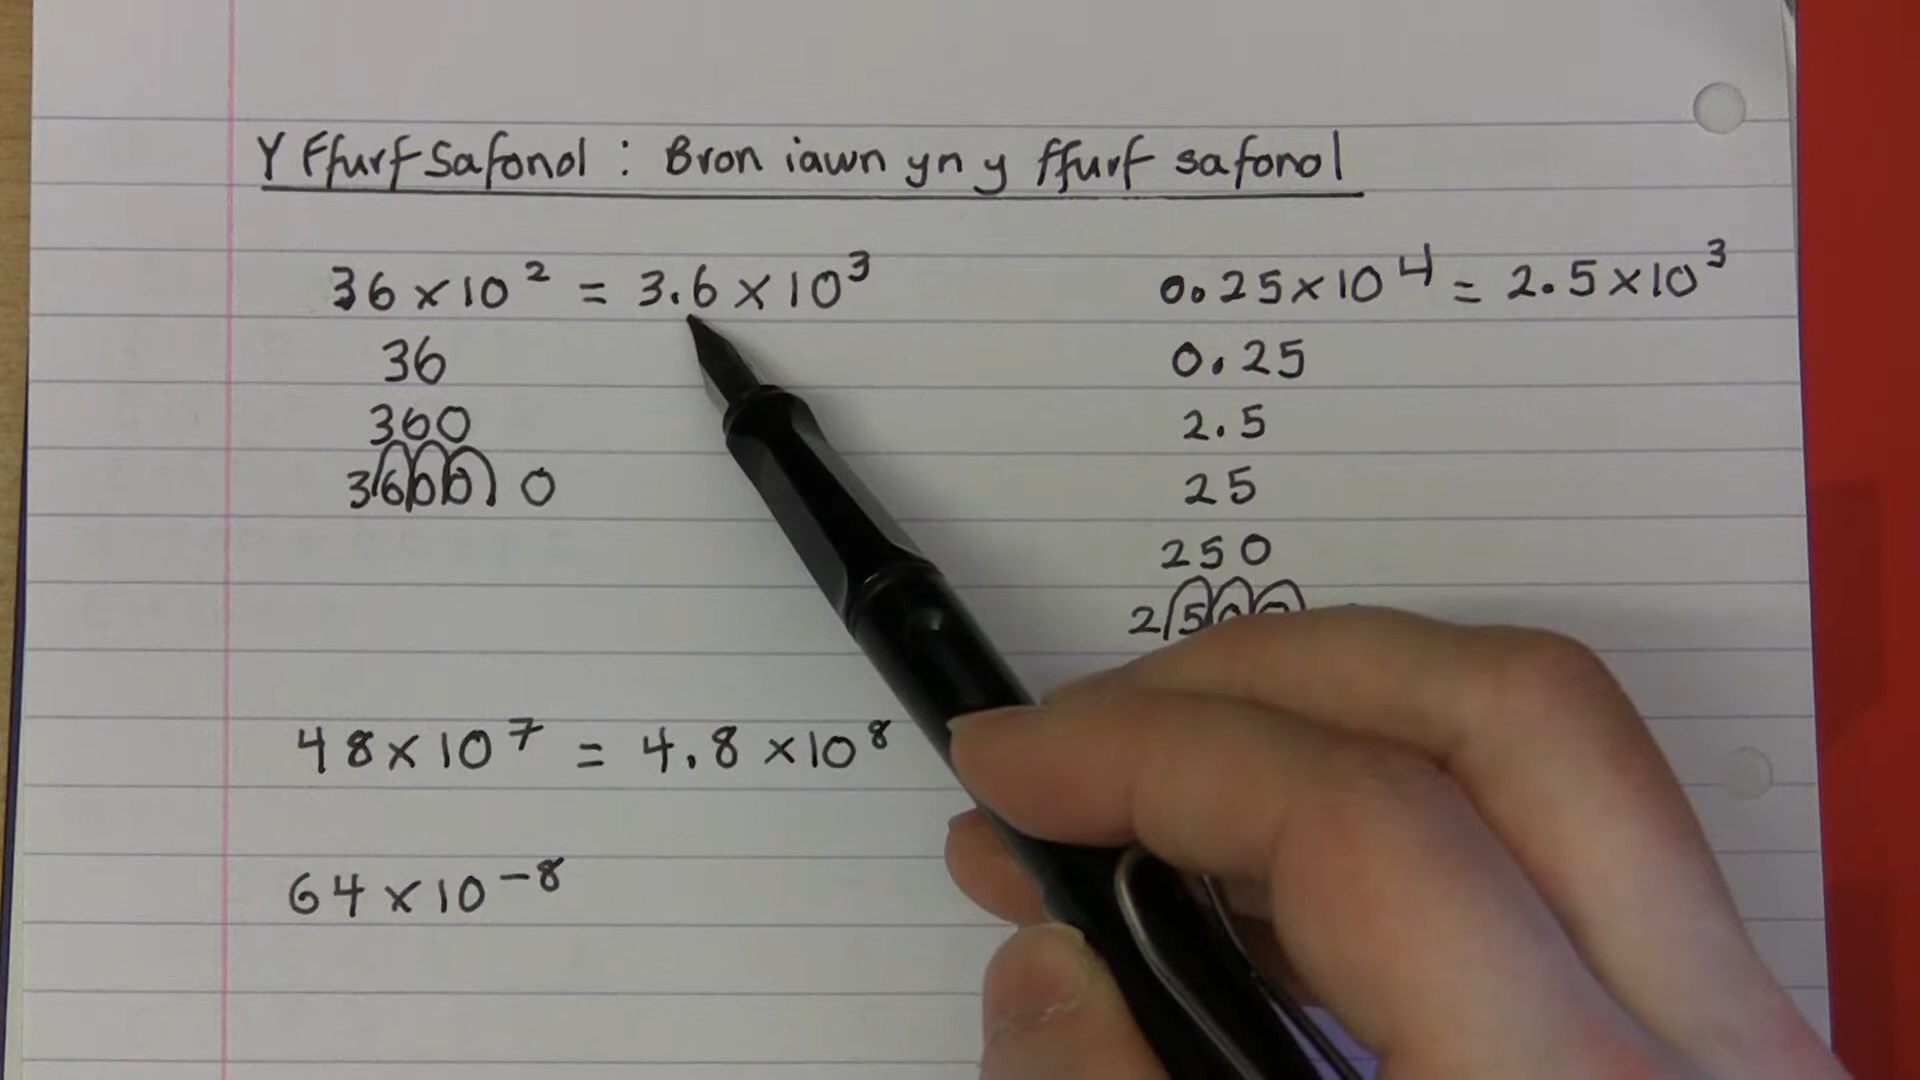 Y Ffurf Safonol : Bron iawn yn y ffurf safonol
36 × 10² = 3.6 × 10³
36
360
3600 0
0.25 × 10⁴ = 2.5 × 10³
0.25
2.5
25
250
2500
48 × 10⁷ = 4.8 × 10⁸
64 × 10⁻⁸